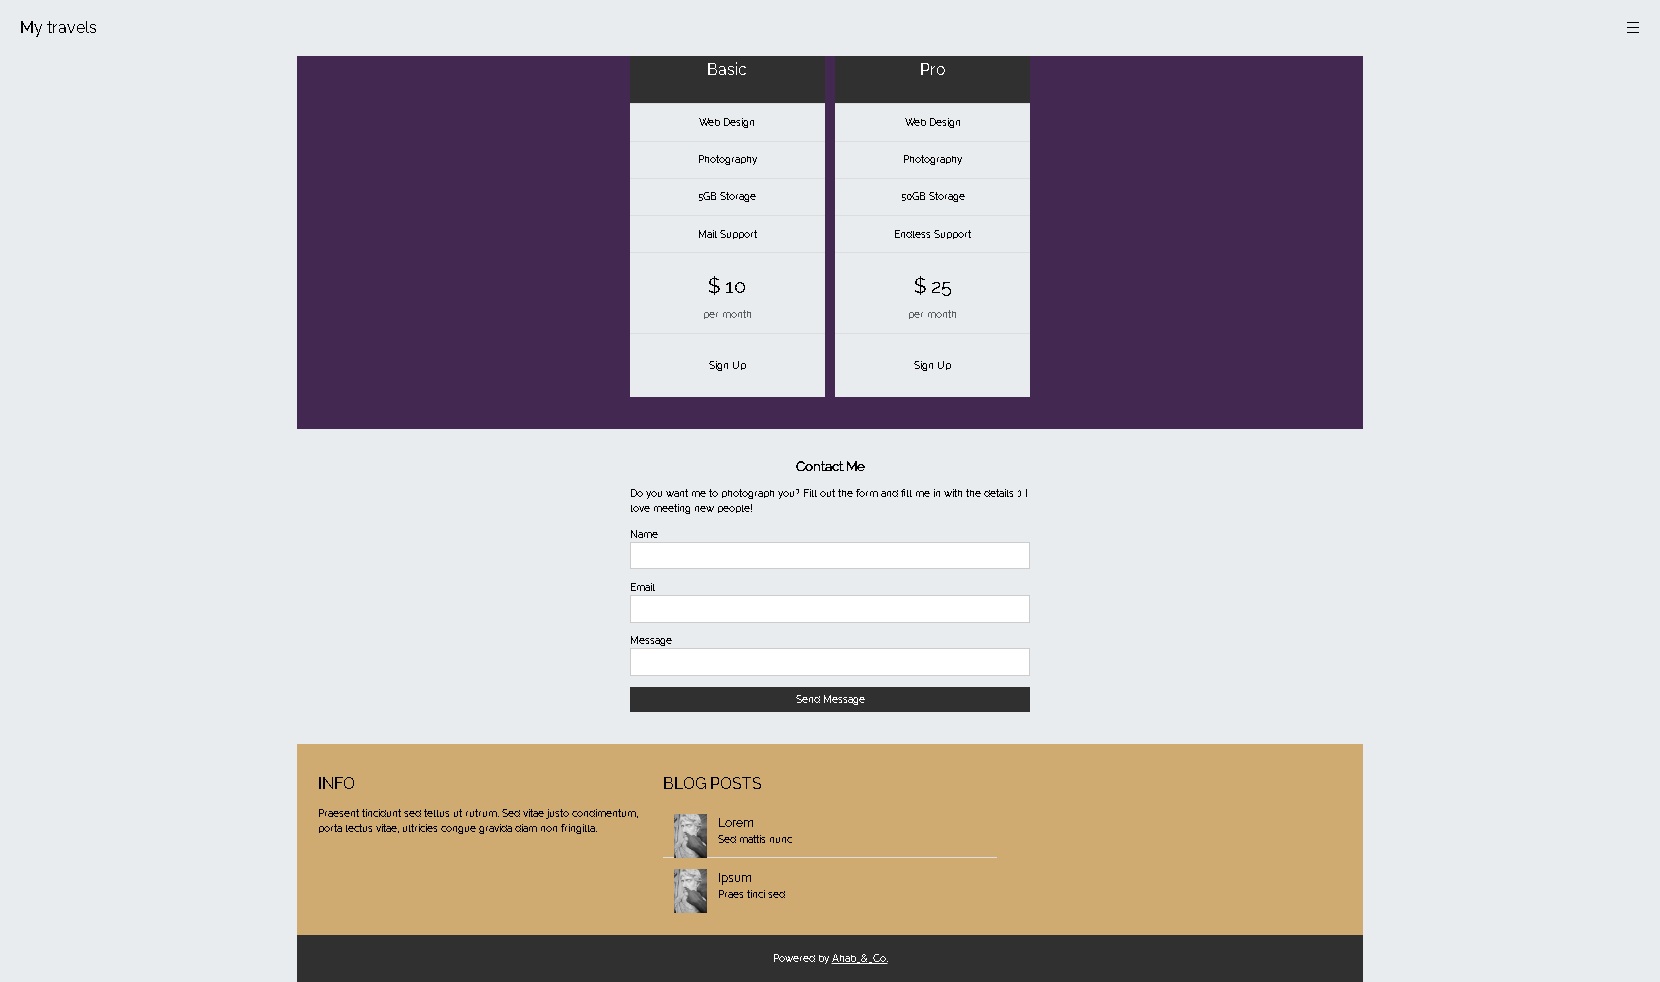 My travels
Basic
Web Design
Photography
5GB Storage
Mail Support
$ 10
per month
Sign Up
Pro
Web Design
Photography
50GB Storage
Endless Support
$ 25
per month
Sign Up
Contact Me
Do you want me to photograph you? Fill out the form and fill me in with the details :) I
love meeting new people!
Name
Email
Message
Send Message
INFO
Praesent tincidunt sed tellus ut rutrum. Sed vitae justo condimentum,
porta lectus vitae, ultricies congue gravida diam non fringilla.
BLOG POSTS
Lorem
Sed mattis nunc
Ipsum
Praes tinci sed
Powered by Ahab_&_Co.